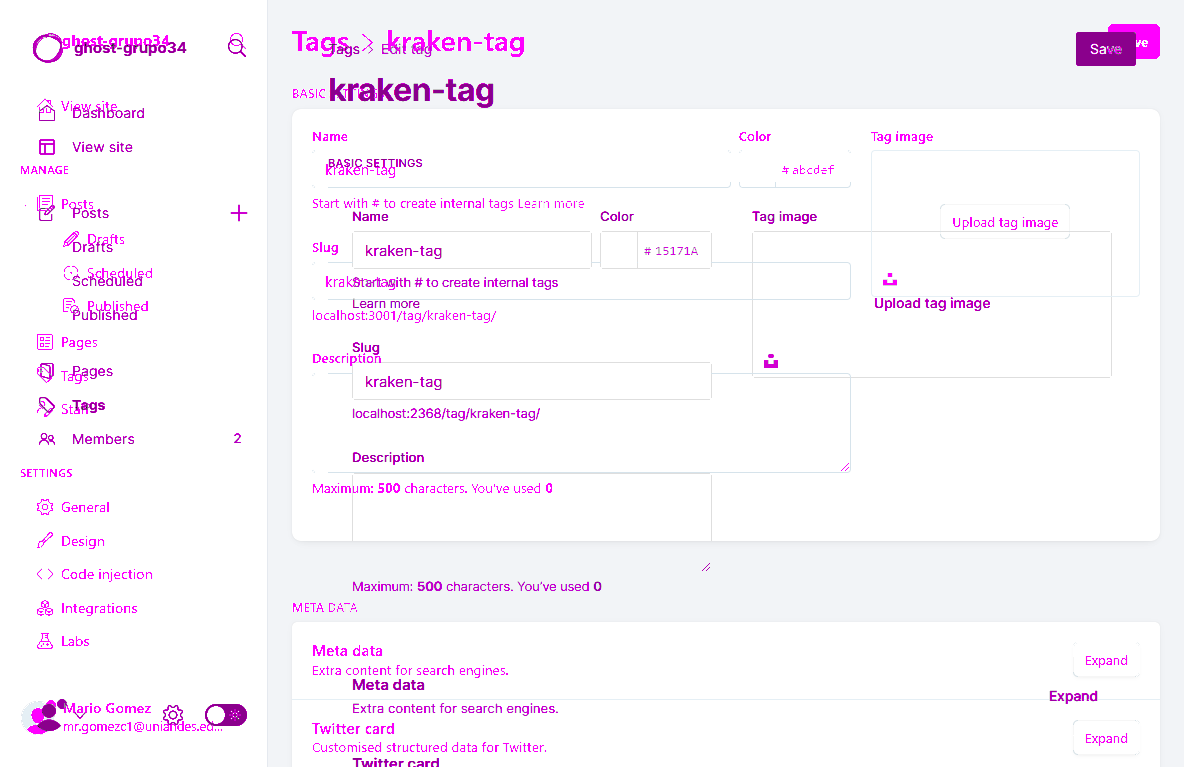 ghost-grupo34
ghost-grupo34
View site
Dashboard
View site
MANAGE
Posts
Posts
Drafts
Drafts
Scheduled
Scheduled
Published
Published
Pages
Pages
Tags
Tags
Staff
Members 2
SETTINGS
General
Design
Code injection
Integrations
Labs
Mario Gomez
mr.gomezc1@uniandes.ed...
Tags > kraken-tag
Tags > Edit tag
Save
kraken-tag
BASIC SETTINGS
Name Color Tag image
kraken-tag # abcdef
BASIC SETTINGS
Start with # to create internal tags Learn more
Name Color Tag image
Upload tag image
Slug
kraken-tag # 15171A
kraken-tag
Start with # to create internal tags
Learn more
Upload tag image
localhost:3001/tag/kraken-tag/
Slug
Description
kraken-tag
localhost:2368/tag/kraken-tag/
Description
Maximum: 500 characters. You've used 0
Maximum: 500 characters. You’ve used 0
META DATA
Meta data
Extra content for search engines.
Expand
Meta data
Expand
Extra content for search engines.
Twitter card
Customised structured data for Twitter.
Expand
Twitter card